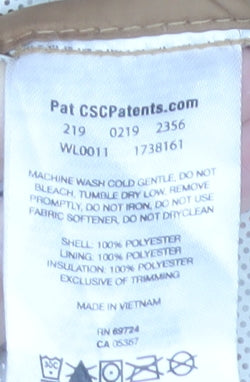 Pat CSCPatents.com
219 0219 2356
WL0011 1738161
MACHINE WASH COLD GENTLE, DO NOT
BLEACH, TUMBLE DRY LOW, REMOVE
PROMPTLY, DO NOT IRON, DO NOT USE
FABRIC SOFTENER, DO NOT DRYCLEAN
SHELL: 100% POLYESTER
LINING: 100% POLYESTER
INSULATION: 100% POLYESTER
EXCLUSIVE OF TRIMMING
MADE IN VIETNAM
RN 69724
CA 05367